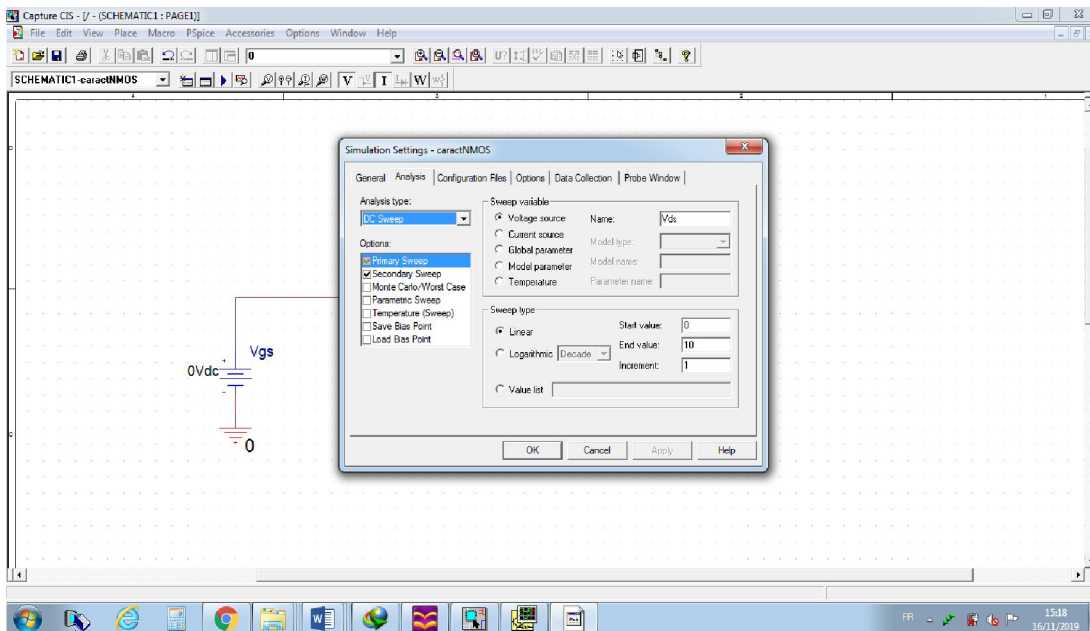 Capture CIS - [/ - (SCHEMATIC1 : PAGE1)]
File Edit View Place Macro PSpice Accessories Options Window Help
0
U?
SCHEMATIC1-caractNMOS
V I W
Simulation Settings - caractNMOS
General Analysis Configuration Files Options Data Collection Probe Window
Analysis type:
DC Sweep
Options:
Primary Sweep
Secondary Sweep
Monte Carlo/Worst Case
Parametric Sweep
Temperature (Sweep)
Save Bias Point
Load Bias Point
Sweep variable
Voltage source Name: Vds
Current source
Model type:
Global parameter
Model name:
Model parameter
Temperature Parameter name:
Sweep type
Linear
Start value: 0
Logarithmic Decade
End value: 10
Increment: 1
Value list
OK Cancel Apply Help
Vgs
0Vdc
+
-
0
FR
15:18
16/11/2019